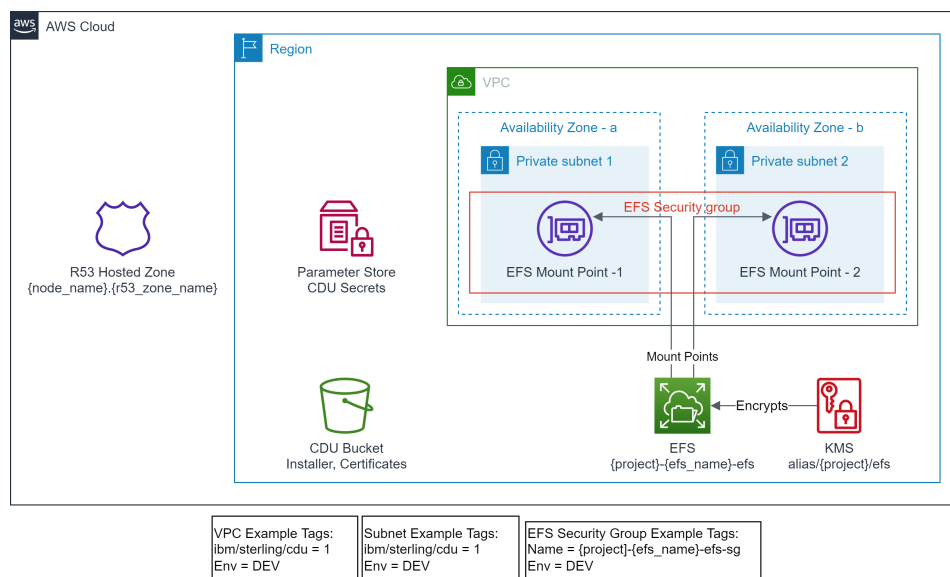 aws
AWS Cloud
Region
VPC
Availability Zone - a
Availability Zone - b
Private subnet 1
Private subnet 2
EFS Security group
EFS Mount Point -1
EFS Mount Point - 2
R53 Hosted Zone
{node_name}.{r53_zone_name}
Parameter Store
CDU Secrets
Mount Points
Encrypts
CDU Bucket
Installer, Certificates
EFS
{project}-{efs_name}-efs
KMS
alias/{project}/efs
VPC Example Tags:
ibm/sterling/cdu = 1
Env = DEV
Subnet Example Tags:
ibm/sterling/cdu = 1
Env = DEV
EFS Security Group Example Tags:
Name = {project]-{efs_name}-efs-sg
Env = DEV